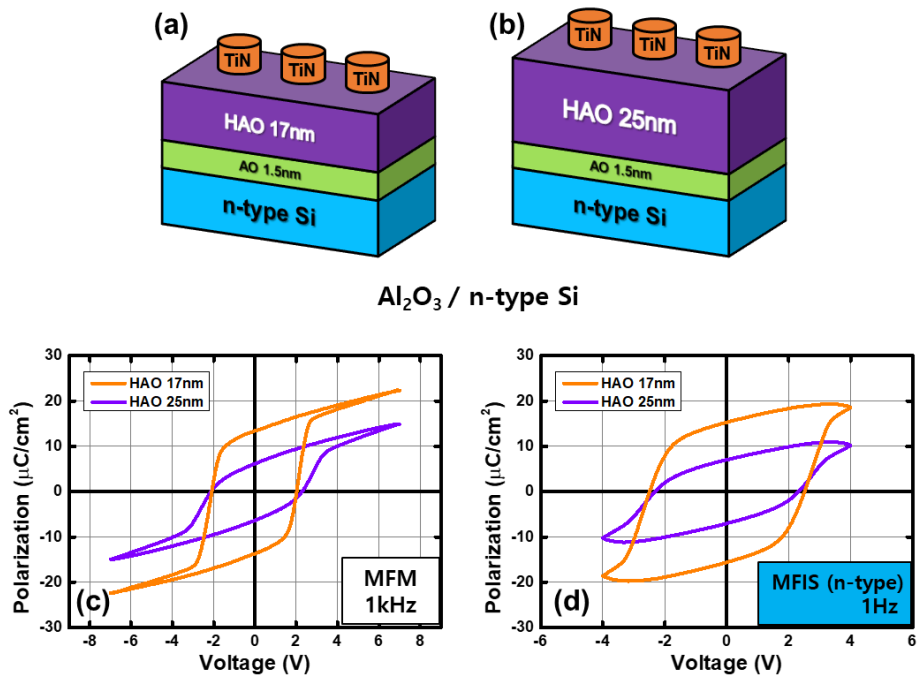 (a)
TiN TiN TiN
HAO 17nm
AO 1.5nm
n-type Si
(b)
TiN TiN TiN
HAO 25nm
AO 1.5nm
n-type Si
Al₂O₃ / n-type Si
30
20
10
0
-10
-20
-30
Polarization (μC/cm²)
HAO 17nm
HAO 25nm
(c)
MFM
1kHz
-8 -6 -4 -2 0 2 4 6 8
Voltage (V)
30
20
10
0
-10
-20
-30
Polarization (μC/cm²)
HAO 17nm
HAO 25nm
(d)
MFIS (n-type)
1Hz
-6 -4 -2 0 2 4 6
Voltage (V)